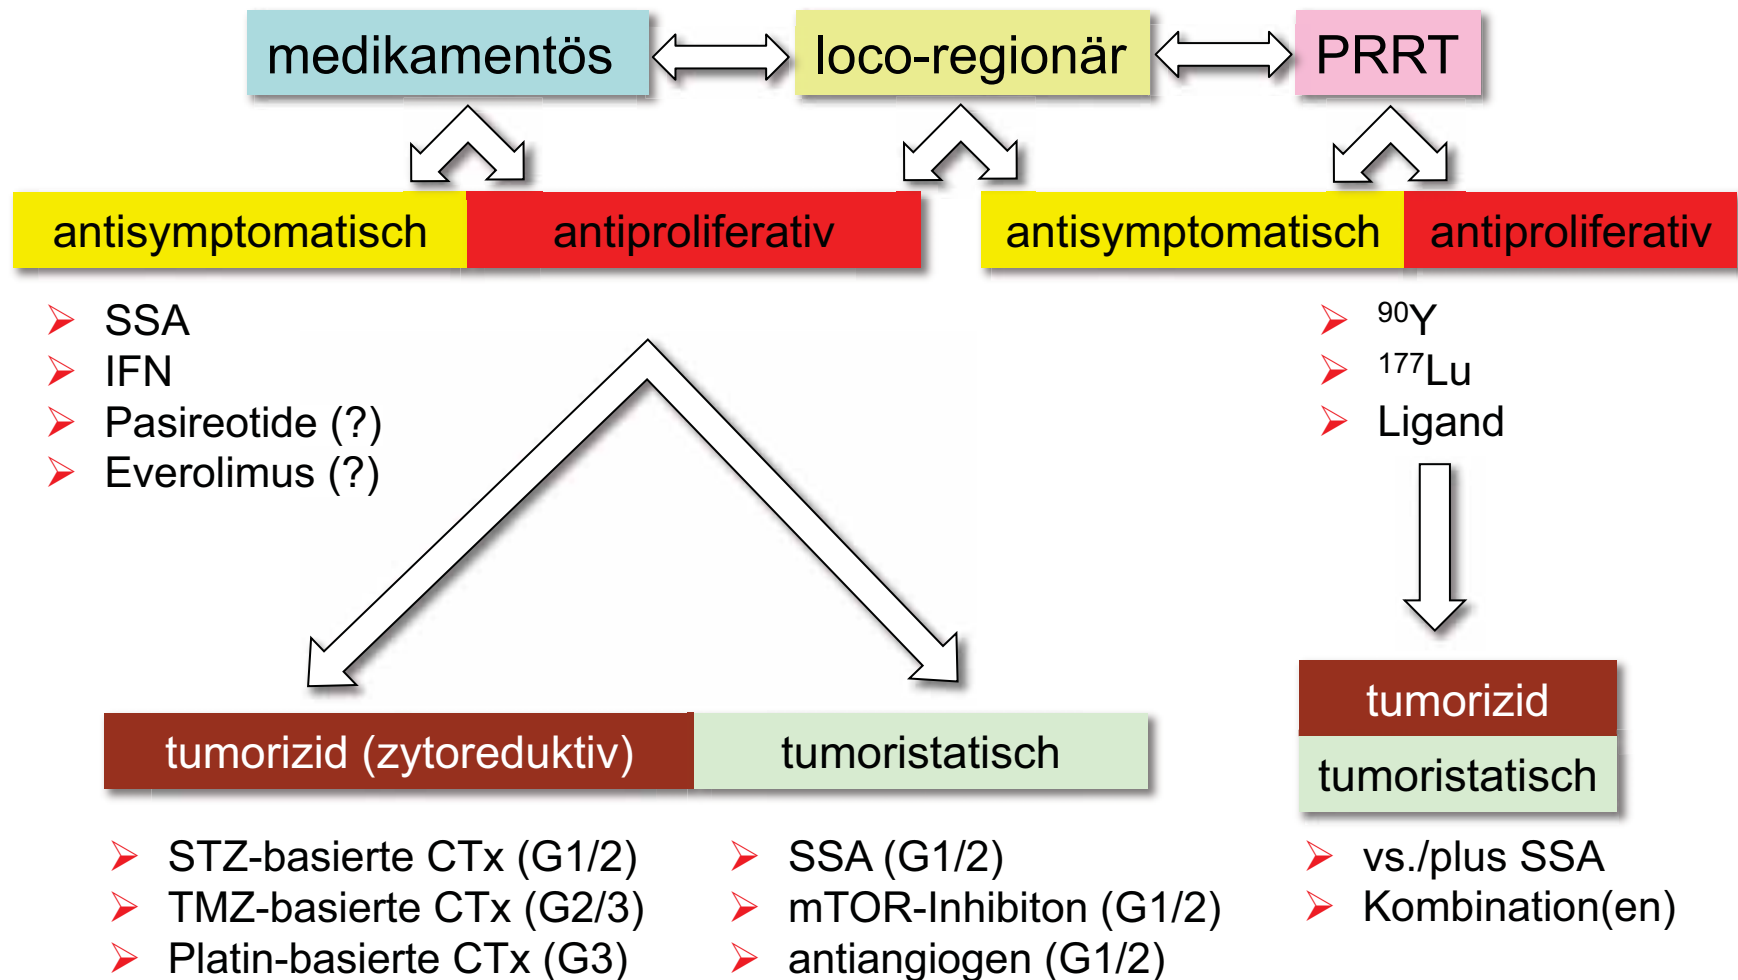 medikamentös
loco-regionär
PRRT
antisymptomatisch
antiproliferativ
antisymptomatisch
antiproliferativ
SSA
IFN
Pasireotide (?)
Everolimus (?)
90Y
177Lu
Ligand
tumorizid (zytoreduktiv)
tumoristatisch
tumorizid
tumoristatisch
STZ-basierte CTx (G1/2)
TMZ-basierte CTx (G2/3)
Platin-basierte CTx (G3)
SSA (G1/2)
mTOR-Inhibiton (G1/2)
antiangiogen (G1/2)
vs./plus SSA
Kombination(en)